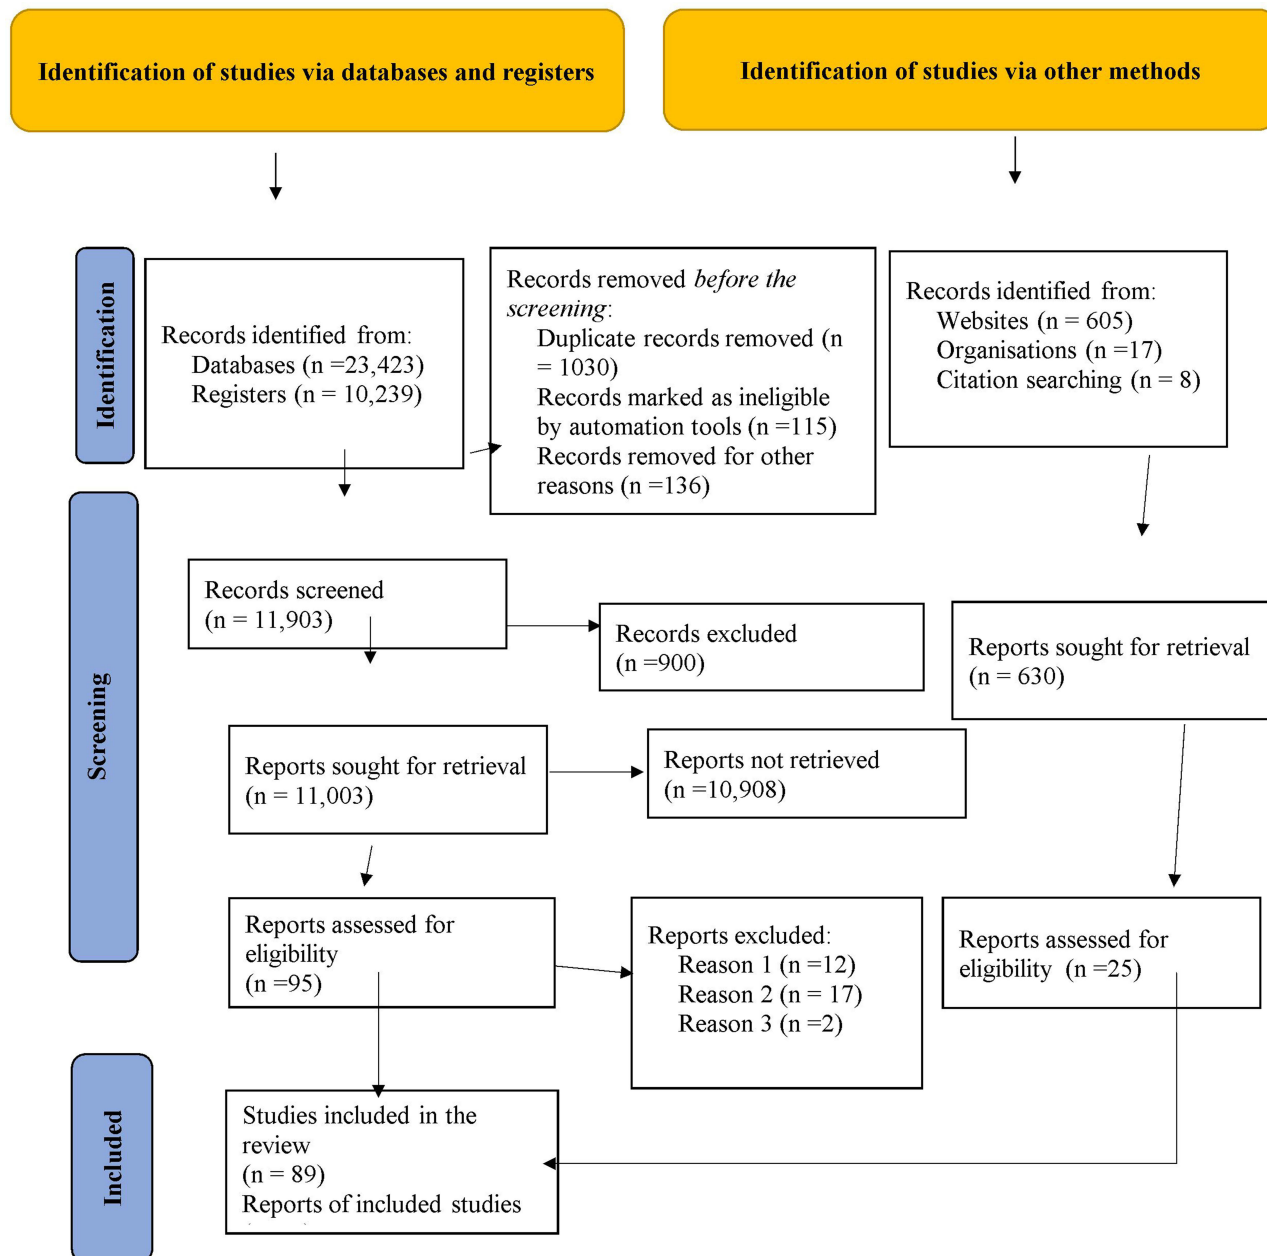 Identification of studies via databases and registers
Identification of studies via other methods
Identification
Records identified from:
Databases (n =23,423)
Registers (n = 10,239)
Records removed before the
screening:
Duplicate records removed (n
= 1030)
Records marked as ineligible
by automation tools (n =115)
Records removed for other
reasons (n =136)
Records identified from:
Websites (n = 605)
Organisations (n =17)
Citation searching (n = 8)
Screening
Records screened
(n = 11,903)
Records excluded
(n =900)
Reports sought for retrieval
(n = 630)
Reports sought for retrieval
(n = 11,003)
Reports not retrieved
(n =10,908)
Reports assessed for
eligibility
(n =95)
Reports excluded:
Reason 1 (n =12)
Reason 2 (n = 17)
Reason 3 (n =2)
Reports assessed for
eligibility (n =25)
Included
Studies included in the
review
(n = 89)
Reports of included studies